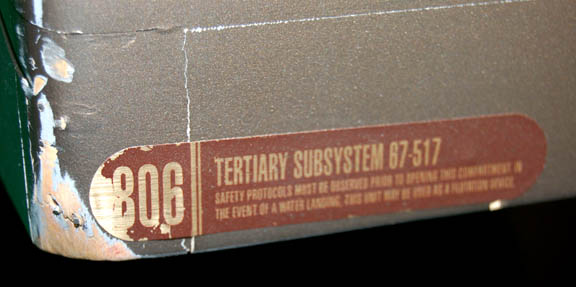 806
TERTIARY SUBSYSTEM 67-517
SAFETY PROTOCOLS MUST BE OBSERVED PRIOR TO OPENING THIS COMPARTMENT. IN
THE EVENT OF A WATER LANDING, THIS UNIT MAY BE USED AS A FLOTATION DEVICE.